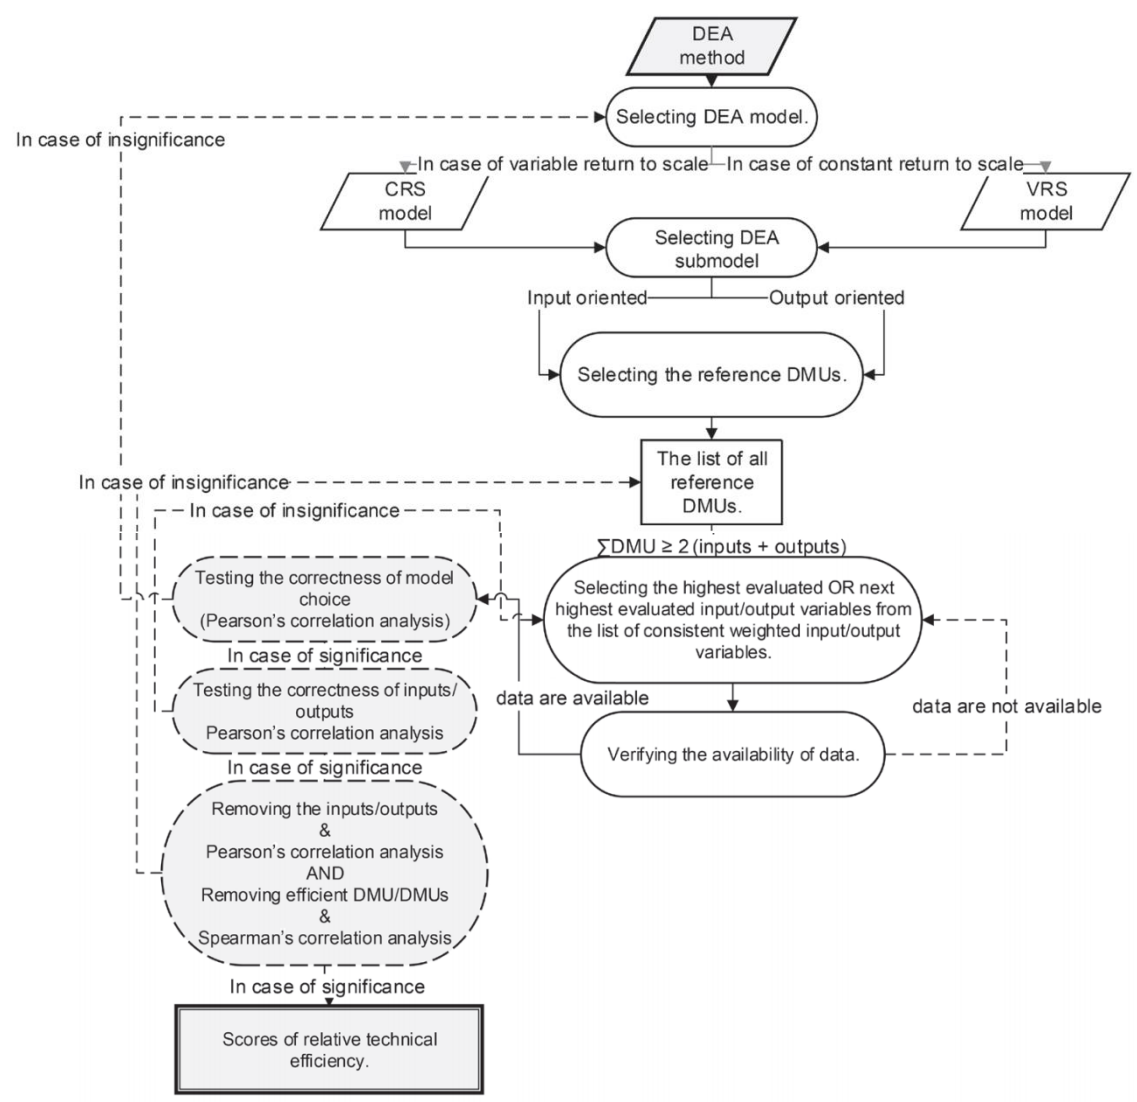 DEA
method
Selecting DEA model.
In case of insignificance
In case of variable return to scale
In case of constant return to scale
CRS
model
VRS
model
Selecting DEA
submodel
Input oriented
Output oriented
Selecting the reference DMUs.
The list of all
reference
DMUs.
In case of insignificance
In case of insignificance
∑DMU ≥ 2 (inputs + outputs)
Selecting the highest evaluated OR next
highest evaluated input/output variables from
the list of consistent weighted input/output
variables.
Testing the correctness of model
choice
(Pearson's correlation analysis)
In case of significance
Testing the correctness of inputs/
outputs
Pearson's correlation analysis
data are available
data are not available
Verifying the availability of data.
In case of significance
Removing the inputs/outputs
&
Pearson's correlation analysis
AND
Removing efficient DMU/DMUs
&
Spearman's correlation analysis
In case of significance
Scores of relative technical
efficiency.